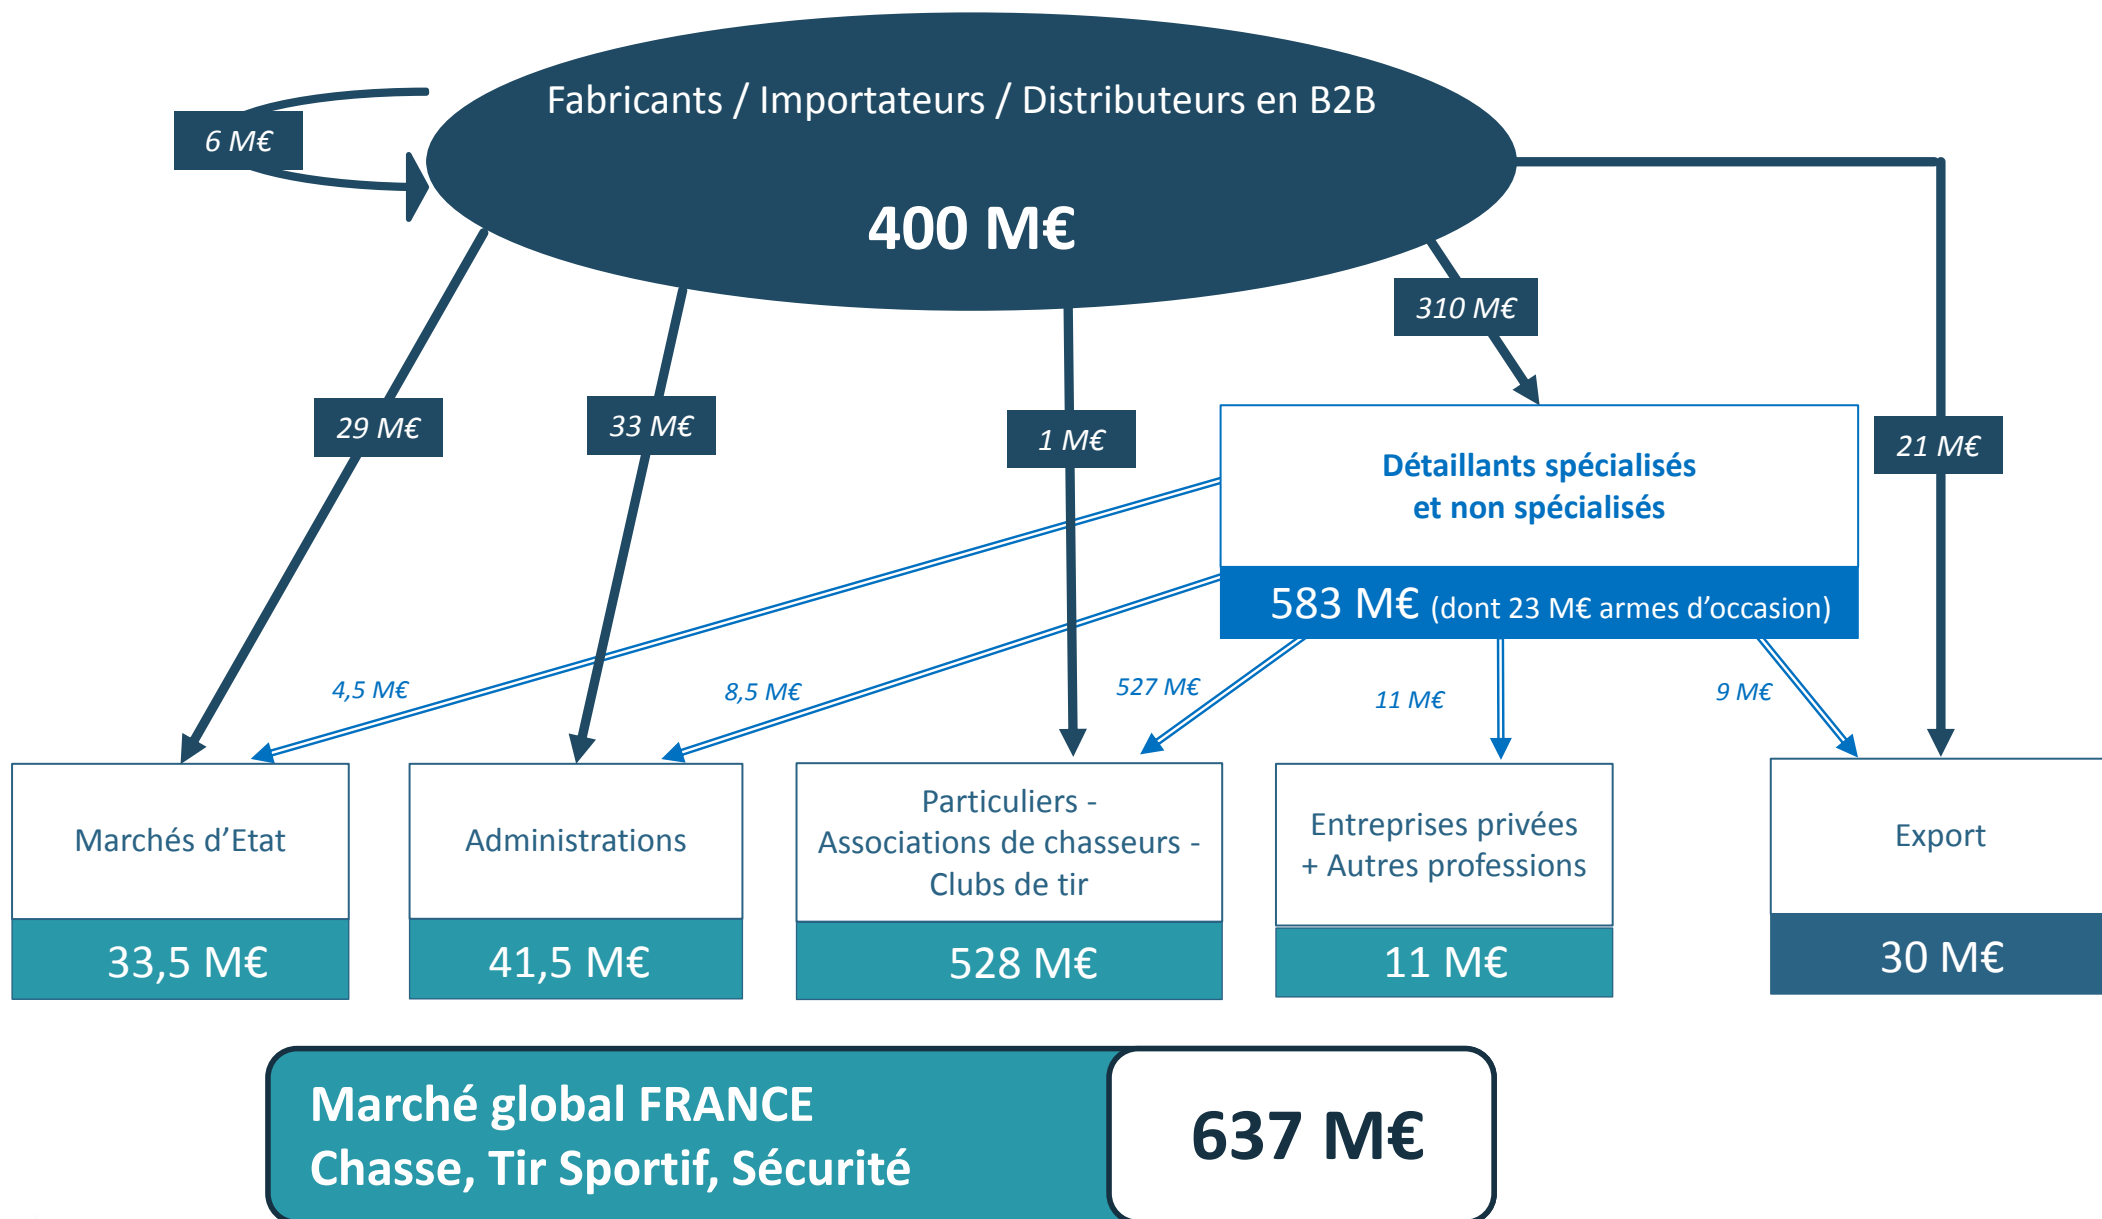 Fabricants / Importateurs / Distributeurs en B2B
6 M€
400 M€
310 M€
29 M€
33 M€
1 M€
21 M€
Détaillants spécialisés
et non spécialisés
583 M€ (dont 23 M€ armes d’occasion)
4,5 M€
8,5 M€
527 M€
11 M€
9 M€
Marchés d’Etat
33,5 M€
Administrations
41,5 M€
Particuliers -
Associations de chasseurs -
Clubs de tir
528 M€
Entreprises privées
+ Autres professions
11 M€
Export
30 M€
Marché global FRANCE
Chasse, Tir Sportif, Sécurité
637 M€